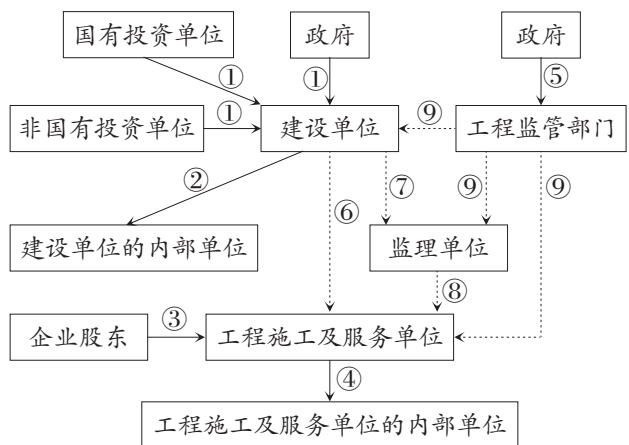 国有投资单位
政府
政府
①
①
⑤
非国有投资单位
①
建设单位
⑨
工程监管部门
②
⑥
⑦
⑨
⑨
建设单位的内部单位
监理单位
⑧
企业股东
③
工程施工及服务单位
④
工程施工及服务单位的内部单位